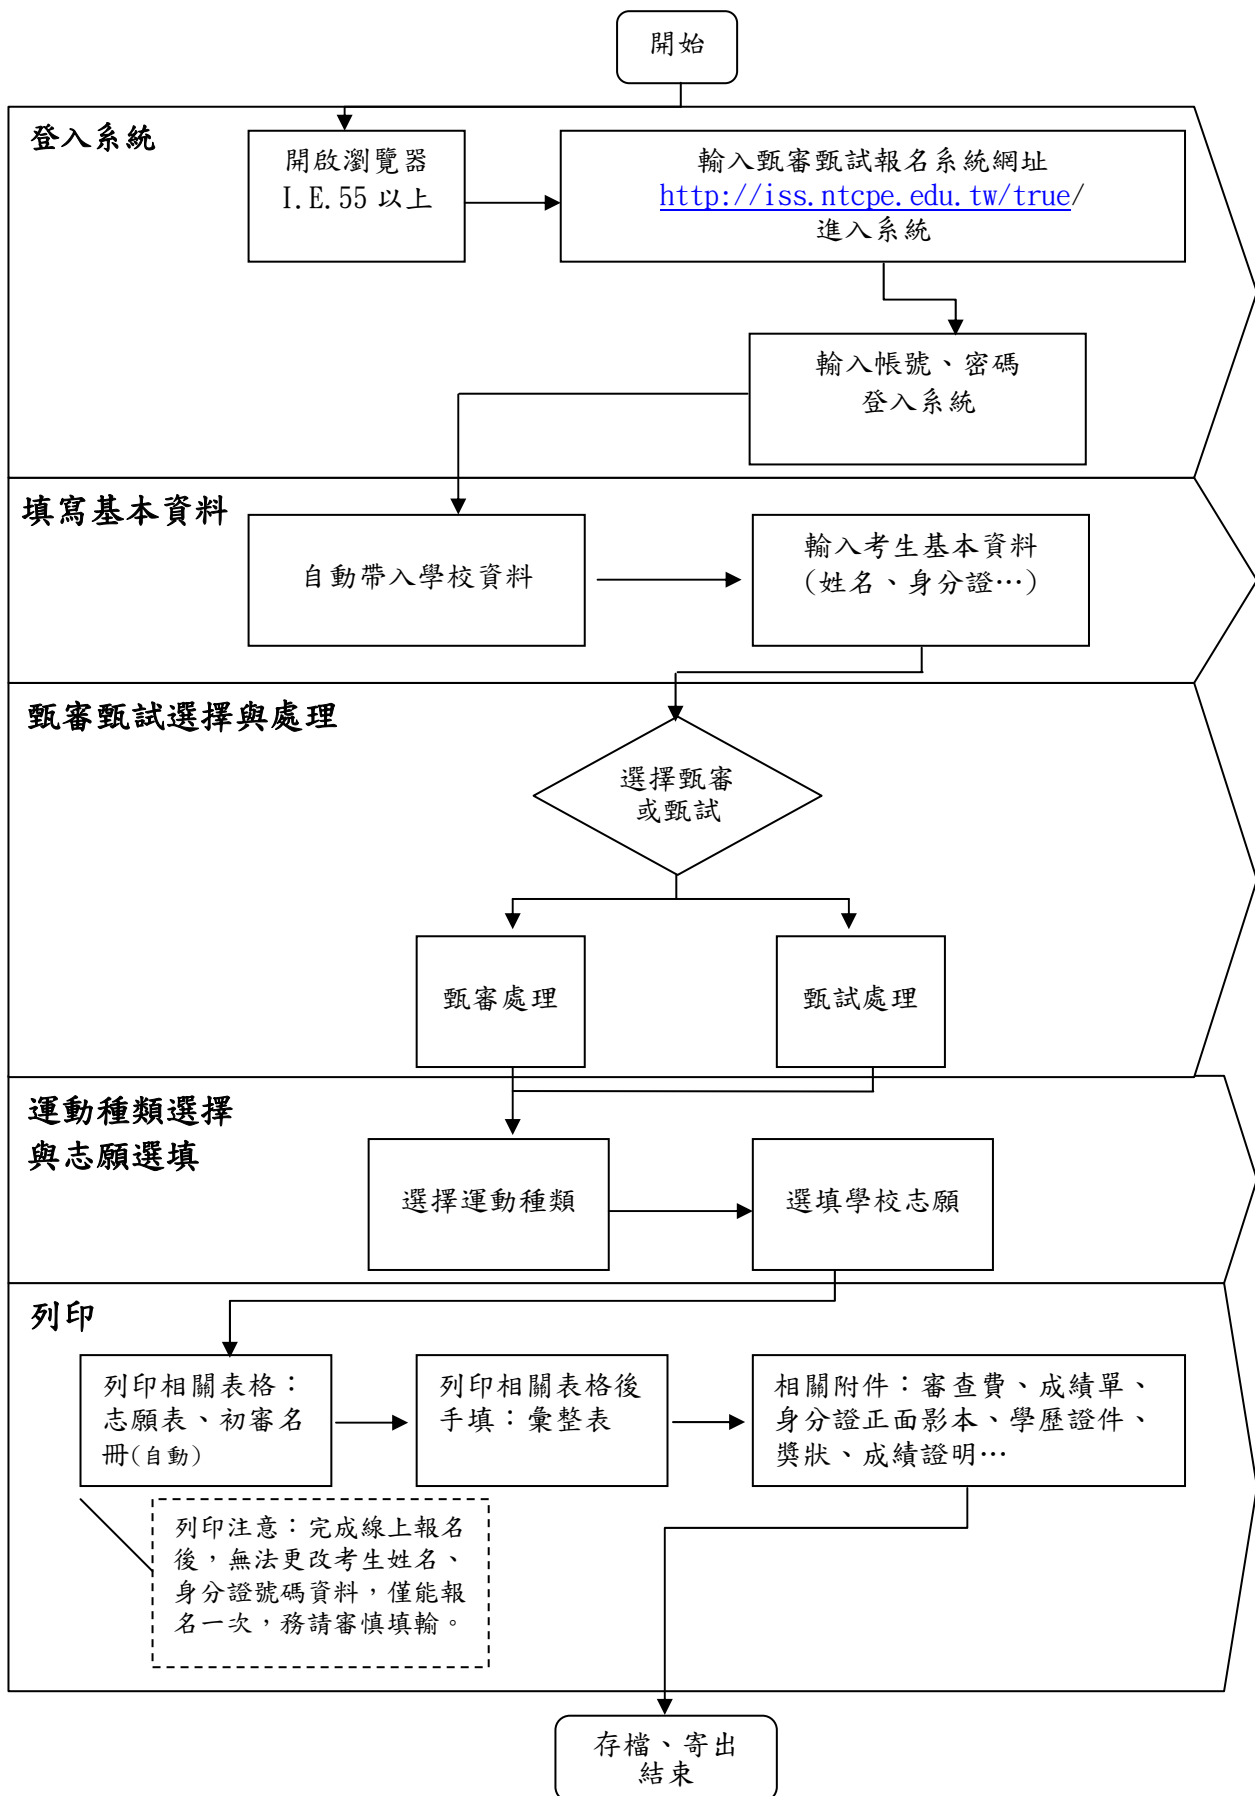 開始
登入系統
開啟瀏覽器
I.E.55 以上
輸入甄審甄試報名系統網址
http://iss.ntcpe.edu.tw/true/
進入系統
輸入帳號、密碼
登入系統
填寫基本資料
自動帶入學校資料
輸入考生基本資料
(姓名、身分證…)
甄審甄試選擇與處理
選擇甄審
或甄試
甄審處理
甄試處理
運動種類選擇
與志願選填
選擇運動種類
選填學校志願
列印
列印相關表格：
志願表、初審名
冊(自動)
列印相關表格後
手填：彙整表
相關附件：審查費、成績單、
身分證正面影本、學歷證件、
獎狀、成績證明…
列印注意：完成線上報名
後，無法更改考生姓名、
身分證號碼資料，僅能報
名一次，務請審慎填輸。
存檔、寄出
結束